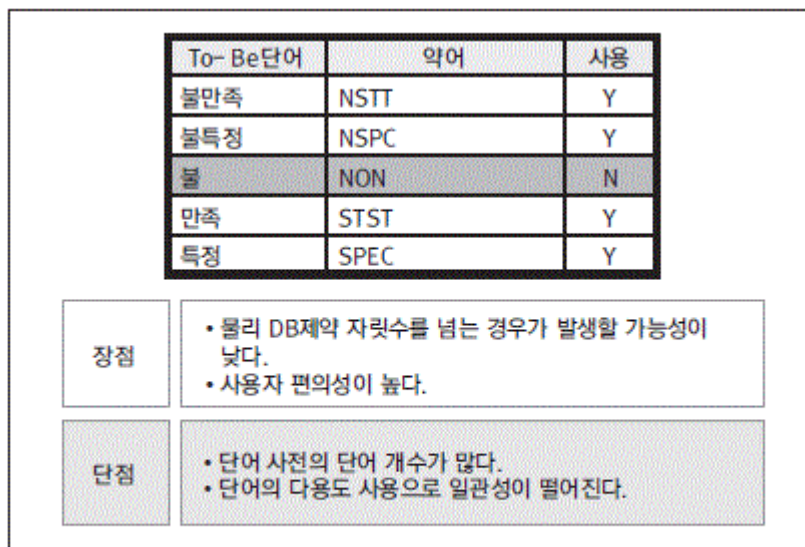 To- Be단어 약어 사용
불만족 NSTT Y
불특정 NSPC Y
불 NON N
만족 STST Y
특정 SPEC Y
장점
• 물리 DB제약 자릿수를 넘는 경우가 발생할 가능성이
낮다.
• 사용자 편의성이 높다.
단점
• 단어 사전의 단어 개수가 많다.
• 단어의 다용도 사용으로 일관성이 떨어진다.